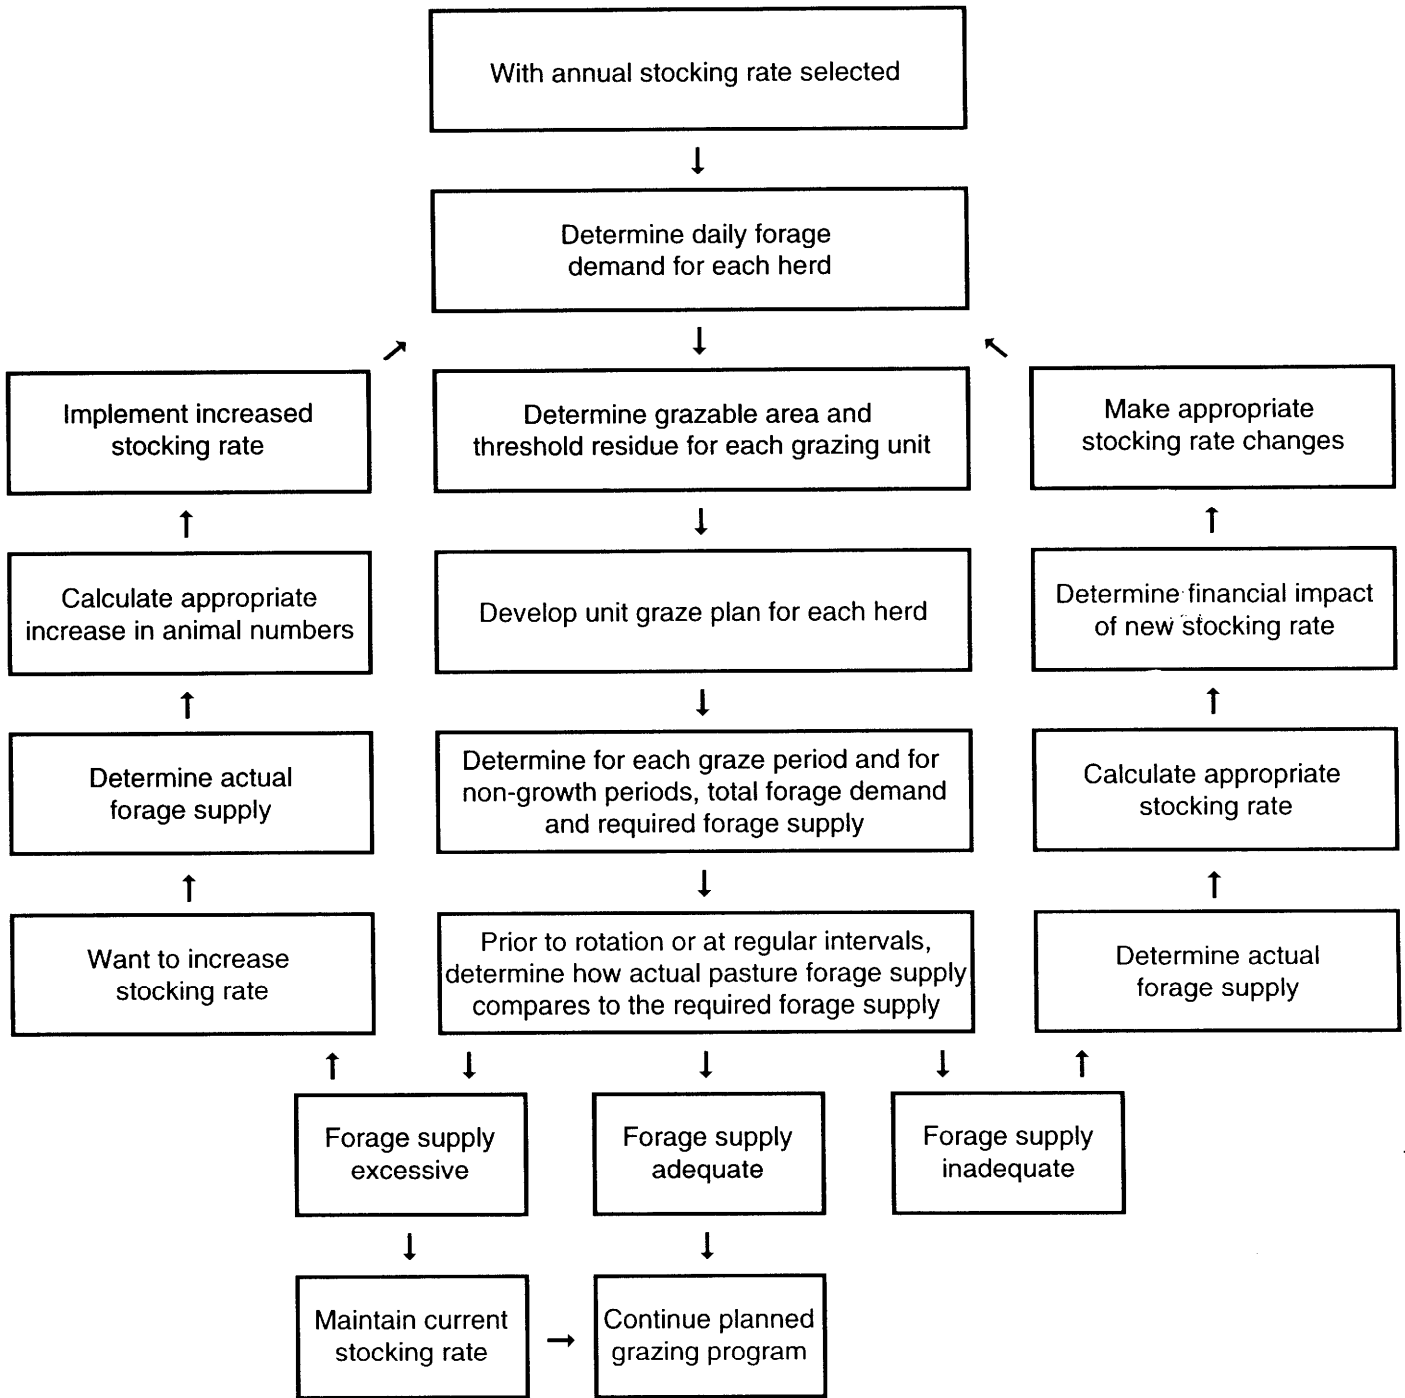 With annual stocking rate selected
Determine daily forage
demand for each herd
Implement increased
stocking rate
Determine grazable area and
threshold residue for each grazing unit
Make appropriate
stocking rate changes
Calculate appropriate
increase in animal numbers
Develop unit graze plan for each herd
Determine financial impact
of new stocking rate
Determine actual
forage supply
Determine for each graze period and for
non-growth periods, total forage demand
and required forage supply
Calculate appropriate
stocking rate
Want to increase
stocking rate
Prior to rotation or at regular intervals,
determine how actual pasture forage supply
compares to the required forage supply
Determine actual
forage supply
Forage supply
excessive
Forage supply
adequate
Forage supply
inadequate
Maintain current
stocking rate
Continue planned
grazing program